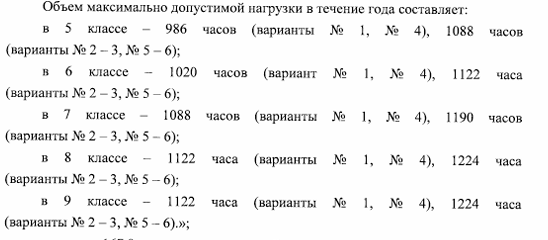 Объем максимально допустимой нагрузки в течение года составляет:
в 5 классе – 986 часов (варианты № 1, № 4), 1088 часов
(варианты № 2 – 3, № 5 – 6);
в 6 классе – 1020 часов (вариант № 1, № 4), 1122 часа
(варианты № 2 – 3, № 5 – 6);
в 7 классе – 1088 часов (варианты № 1, № 4), 1190 часов
(варианты № 2 – 3, № 5 – 6);
в 8 классе – 1122 часа (варианты № 1, № 4), 1224 часа
(варианты № 2 – 3, № 5 – 6);
в 9 классе – 1122 часа (варианты № 1, № 4), 1224 часа
(варианты № 2 – 3, № 5 – 6).»;